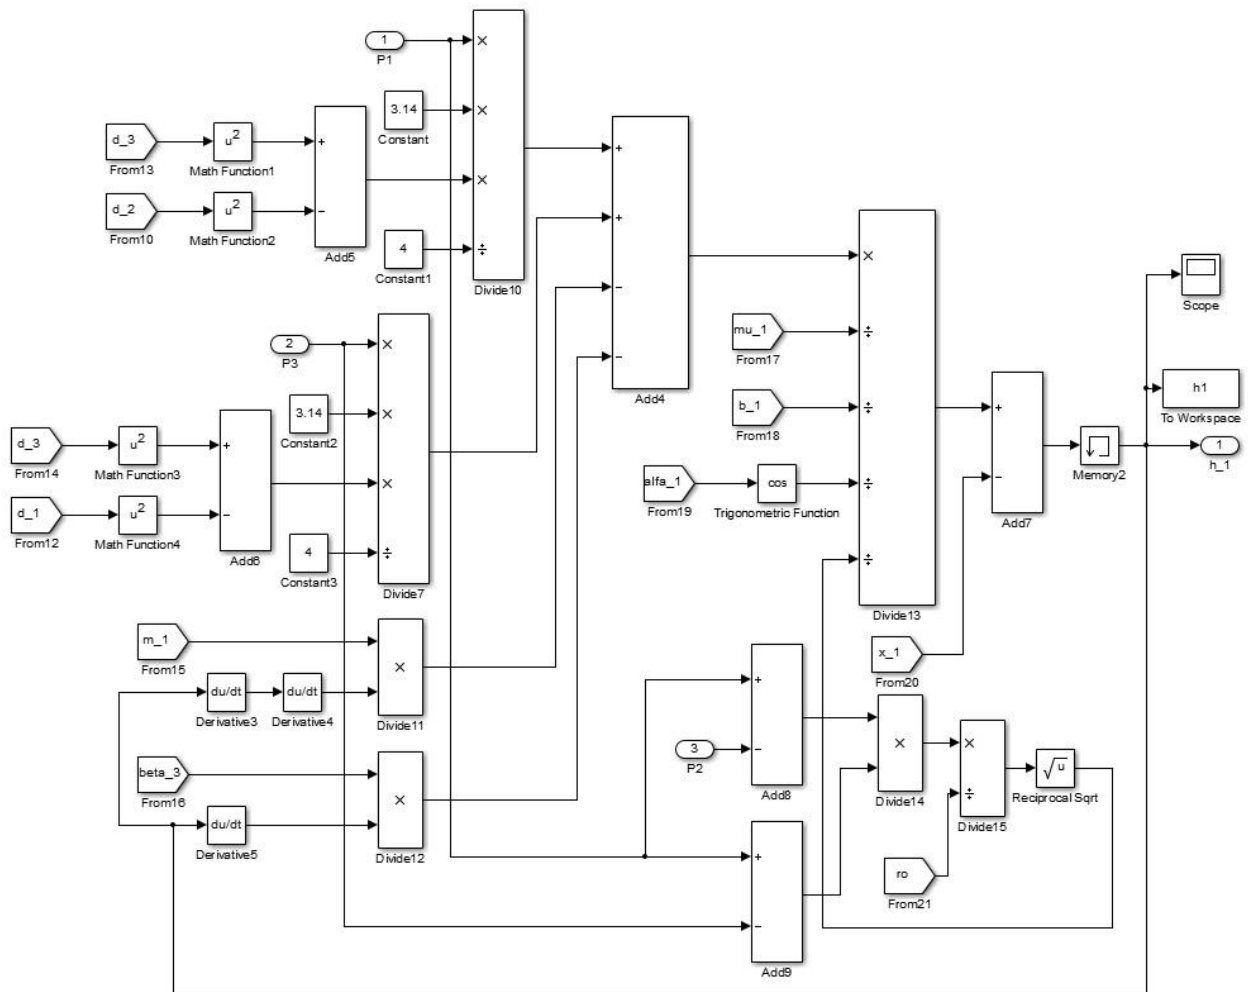 1
P1
×
3.14
Constant
×
d_3
From13
u²
Math Function1
+
d_2
From10
u²
Math Function2
−
Add5
×
4
Constant1
÷
Divide10
2
P3
×
3.14
Constant2
×
d_3
From14
u²
Math Function3
+
d_1
From12
u²
Math Function4
−
Add6
×
4
Constant3
÷
Divide7
m_1
From15
du/dt
Derivative3
du/dt
Derivative4
×
Divide11
beta_3
From16
du/dt
Derivative5
×
Divide12
+
+
−
−
Add4
×
mu_1
From17
÷
b_1
From18
÷
alfa_1
From19
cos
Trigonometric Function
÷
÷
Divide13
x_1
From20
+
−
Add7
Memory2
Scope
h1
To Workspace
1
h_1
+
3
P2
−
Add8
+
−
Add9
×
Divide14
×
÷
Divide15
ro
From21
√u
Reciprocal Sqrt